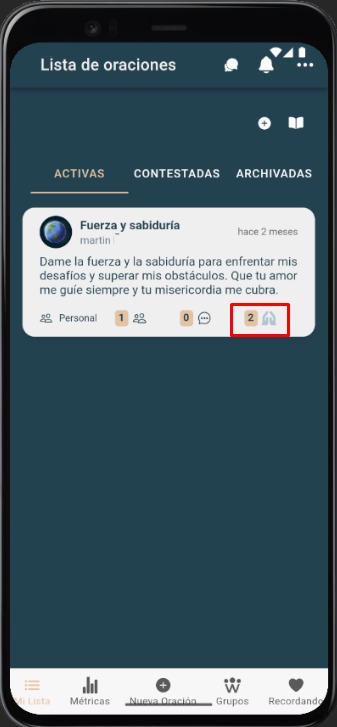 Lista de oraciones
ACTIVAS
CONTESTADAS
ARCHIVADAS
Fuerza y sabiduría
martin
hace 2 meses
Dame la fuerza y la sabiduría para enfrentar mis
desafíos y superar mis obstáculos. Que tu amor
me guíe siempre y tu misericordia me cubra.
Personal
1
0
2
Mi Lista
Métricas
Nueva Oración
Grupos
Recordando